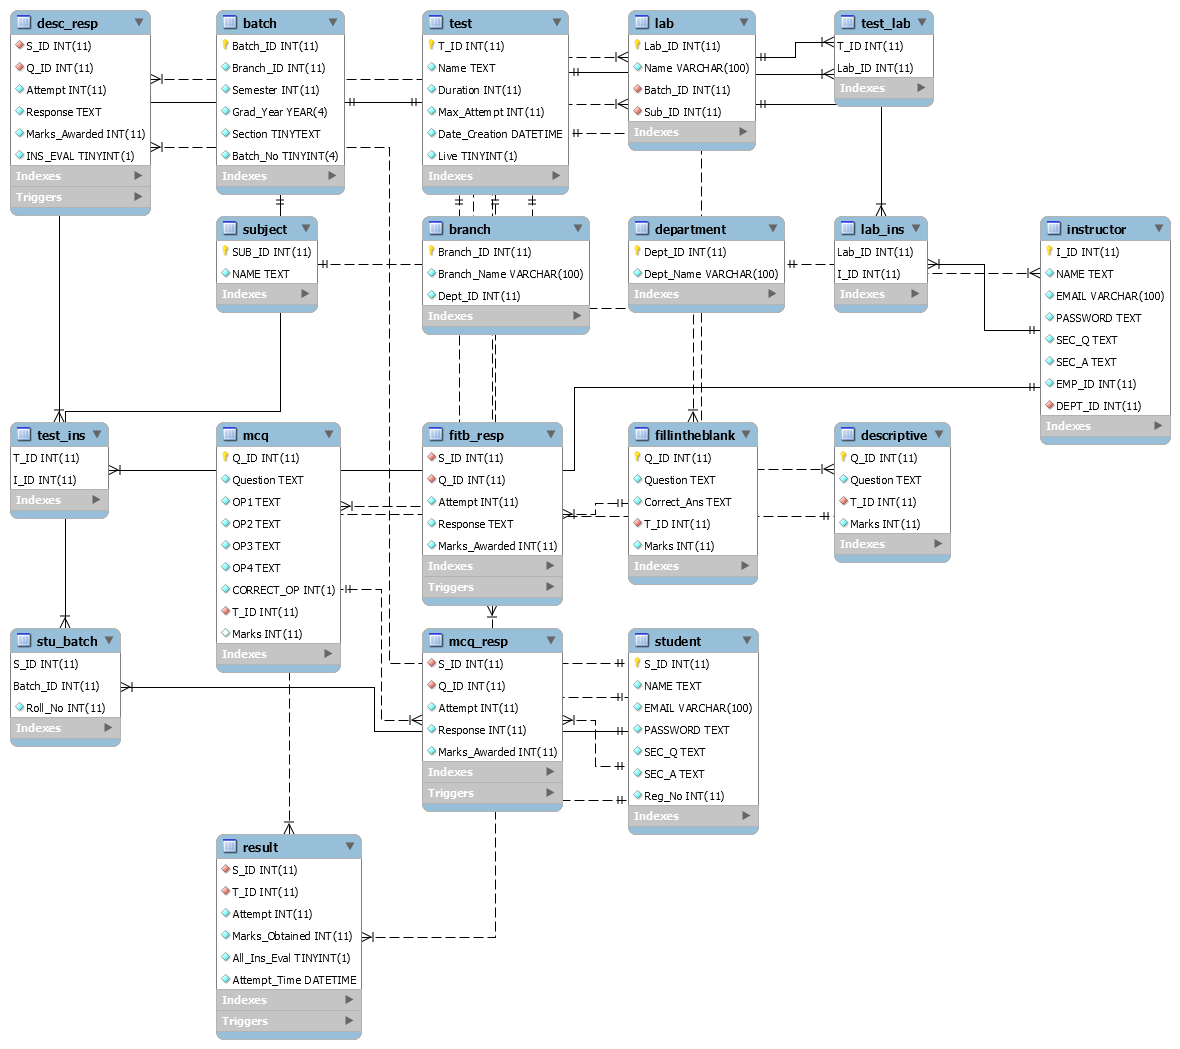 desc_resp
S_ID INT(11)
Q_ID INT(11)
Attempt INT(11)
Response TEXT
Marks_Awarded INT(11)
INS_EVAL TINYINT(1)
Indexes
Triggers
batch
Batch_ID INT(11)
Branch_ID INT(11)
Semester INT(11)
Grad_Year YEAR(4)
Section TINYTEXT
Batch_No TINYINT(4)
Indexes
test
T_ID INT(11)
Name TEXT
Duration INT(11)
Max_Attempt INT(11)
Date_Creation DATETIME
Live TINYINT(1)
Indexes
lab
Lab_ID INT(11)
Name VARCHAR(100)
Batch_ID INT(11)
Sub_ID INT(11)
Indexes
test_lab
T_ID INT(11)
Lab_ID INT(11)
Indexes
subject
SUB_ID INT(11)
NAME TEXT
Indexes
branch
Branch_ID INT(11)
Branch_Name VARCHAR(100)
Dept_ID INT(11)
Indexes
department
Dept_ID INT(11)
Dept_Name VARCHAR(100)
Indexes
lab_ins
Lab_ID INT(11)
I_ID INT(11)
Indexes
instructor
I_ID INT(11)
NAME TEXT
EMAIL VARCHAR(100)
PASSWORD TEXT
SEC_Q TEXT
SEC_A TEXT
EMP_ID INT(11)
DEPT_ID INT(11)
Indexes
test_ins
T_ID INT(11)
I_ID INT(11)
Indexes
mcq
Q_ID INT(11)
Question TEXT
OP1 TEXT
OP2 TEXT
OP3 TEXT
OP4 TEXT
CORRECT_OP INT(1)
T_ID INT(11)
Marks INT(11)
Indexes
fitb_resp
S_ID INT(11)
Q_ID INT(11)
Attempt INT(11)
Response TEXT
Marks_Awarded INT(11)
Indexes
Triggers
fillintheblank
Q_ID INT(11)
Question TEXT
Correct_Ans TEXT
T_ID INT(11)
Marks INT(11)
Indexes
descriptive
Q_ID INT(11)
Question TEXT
T_ID INT(11)
Marks INT(11)
Indexes
stu_batch
S_ID INT(11)
Batch_ID INT(11)
Roll_No INT(11)
Indexes
mcq_resp
S_ID INT(11)
Q_ID INT(11)
Attempt INT(11)
Response INT(11)
Marks_Awarded INT(11)
Indexes
Triggers
student
S_ID INT(11)
NAME TEXT
EMAIL VARCHAR(100)
PASSWORD TEXT
SEC_Q TEXT
SEC_A TEXT
Reg_No INT(11)
Indexes
result
S_ID INT(11)
T_ID INT(11)
Attempt INT(11)
Marks_Obtained INT(11)
All_Ins_Eval TINYINT(1)
Attempt_Time DATETIME
Indexes
Triggers